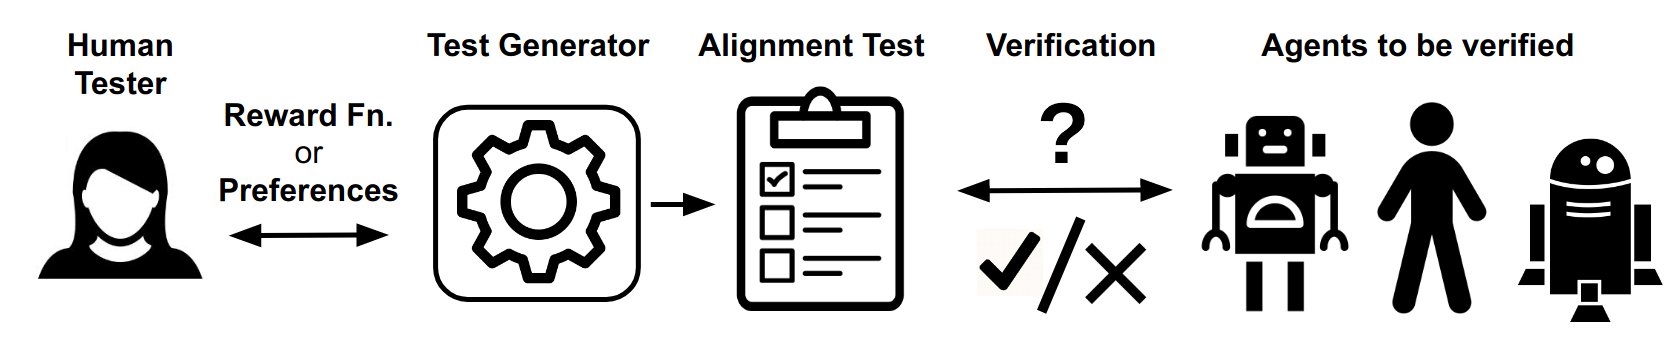 Human
Tester
Reward Fn.
or
Preferences
Test Generator
Alignment Test
Verification
?
Agents to be verified